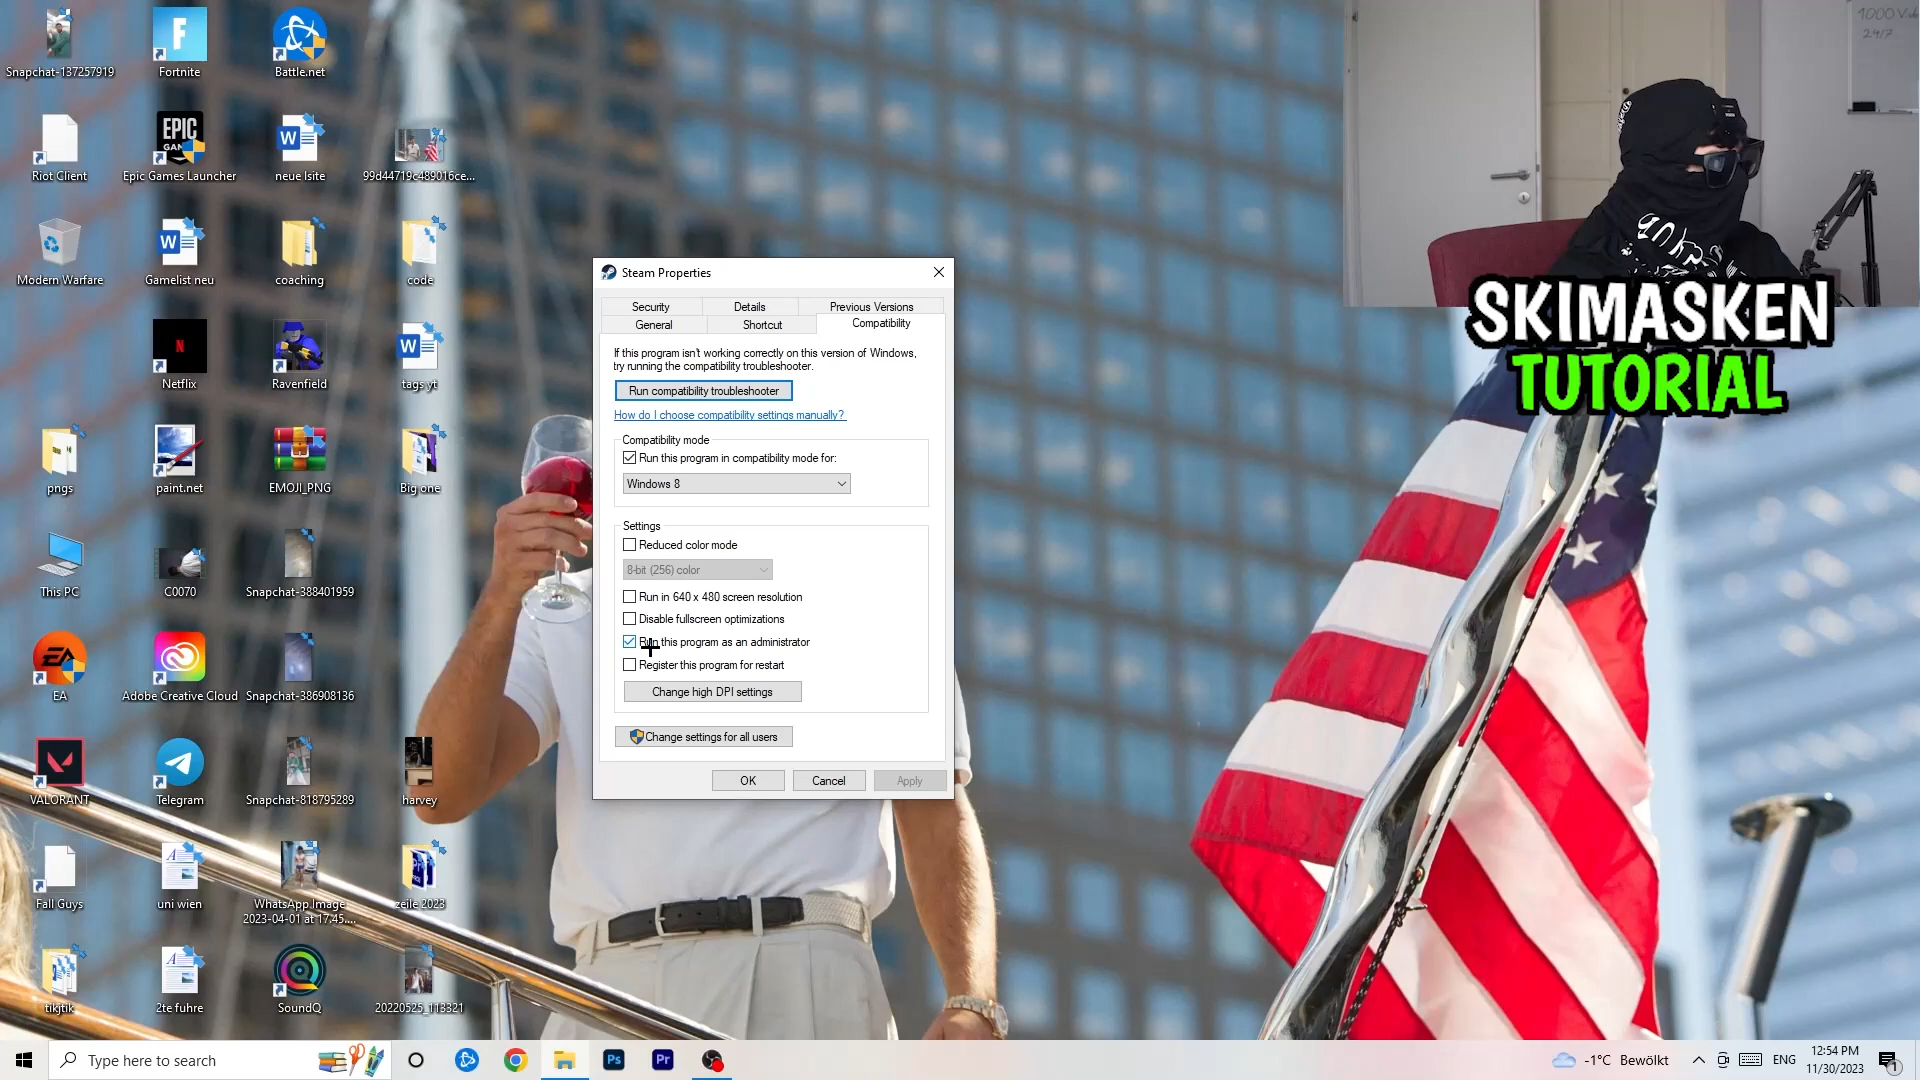 Snapchat-137257919
Fortnite
Battle.net
Riot Client
EPIC
Epic Games Launcher
neue lsite
99d44719c489016ce...
Modern Warfare
Gamelist neu
coaching
code
Netflix
Ravenfield
tags yt
pngs
paint.net
EMOJI_PNG
Big one
This PC
C0070
Snapchat-388401959
EA
EA
Adobe Creative Cloud
Snapchat-386908136
VALORANT
Telegram
Snapchat-818795289
harvey
Fall Guys
uni wien
WhatsApp Image
2023-04-01 at 17.45....
zeile 2023
tikjtik
2te fuhre
SoundQ
20220525_113321
Steam Properties
Security
Details
Previous Versions
General
Shortcut
Compatibility
If this program isn't working correctly on this version of Windows,
try running the compatibility troubleshooter.
Run compatibility troubleshooter
How do I choose compatibility settings manually?
Compatibility mode
Run this program in compatibility mode for:
Windows 8
Settings
Reduced color mode
8-bit (256) color
Run in 640 x 480 screen resolution
Disable fullscreen optimizations
Run this program as an administrator
Register this program for restart
Change high DPI settings
Change settings for all users
OK
Cancel
Apply
SKIMASKEN
TUTORIAL
Type here to search
Ps
Pr
-1°C Bewölkt
ENG
12:54 PM
11/30/2023
1